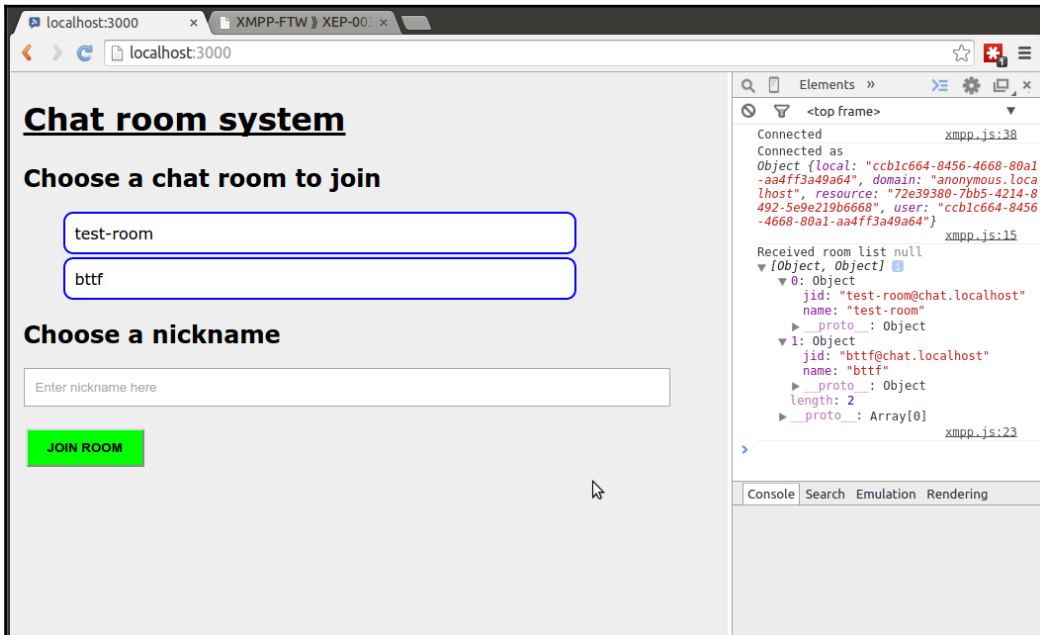 localhost:3000 ×
XMPP-FTW ⟫ XEP-00 ×
localhost:3000
1
Chat room system
Choose a chat room to join
test-room
bttf
Choose a nickname
Enter nickname here
JOIN ROOM
Elements »
<top frame> ▼
Connected xmpp.js:38
Connected as
Object {local: "ccb1c664-8456-4668-80a1
-aa4ff3a49a64", domain: "anonymous.loca
lhost", resource: "72e39380-7bb5-4214-8
492-5e9e219b6668", user: "ccb1c664-8456
-4668-80a1-aa4ff3a49a64"}
xmpp.js:15
Received room list null
▼ [Object, Object] i
▼ 0: Object
jid: "test-room@chat.localhost"
name: "test-room"
▶ __proto__: Object
▼ 1: Object
jid: "bttf@chat.localhost"
name: "bttf"
▶ __proto__: Object
length: 2
▶ __proto__: Array[0]
xmpp.js:23
>
Console Search Emulation Rendering